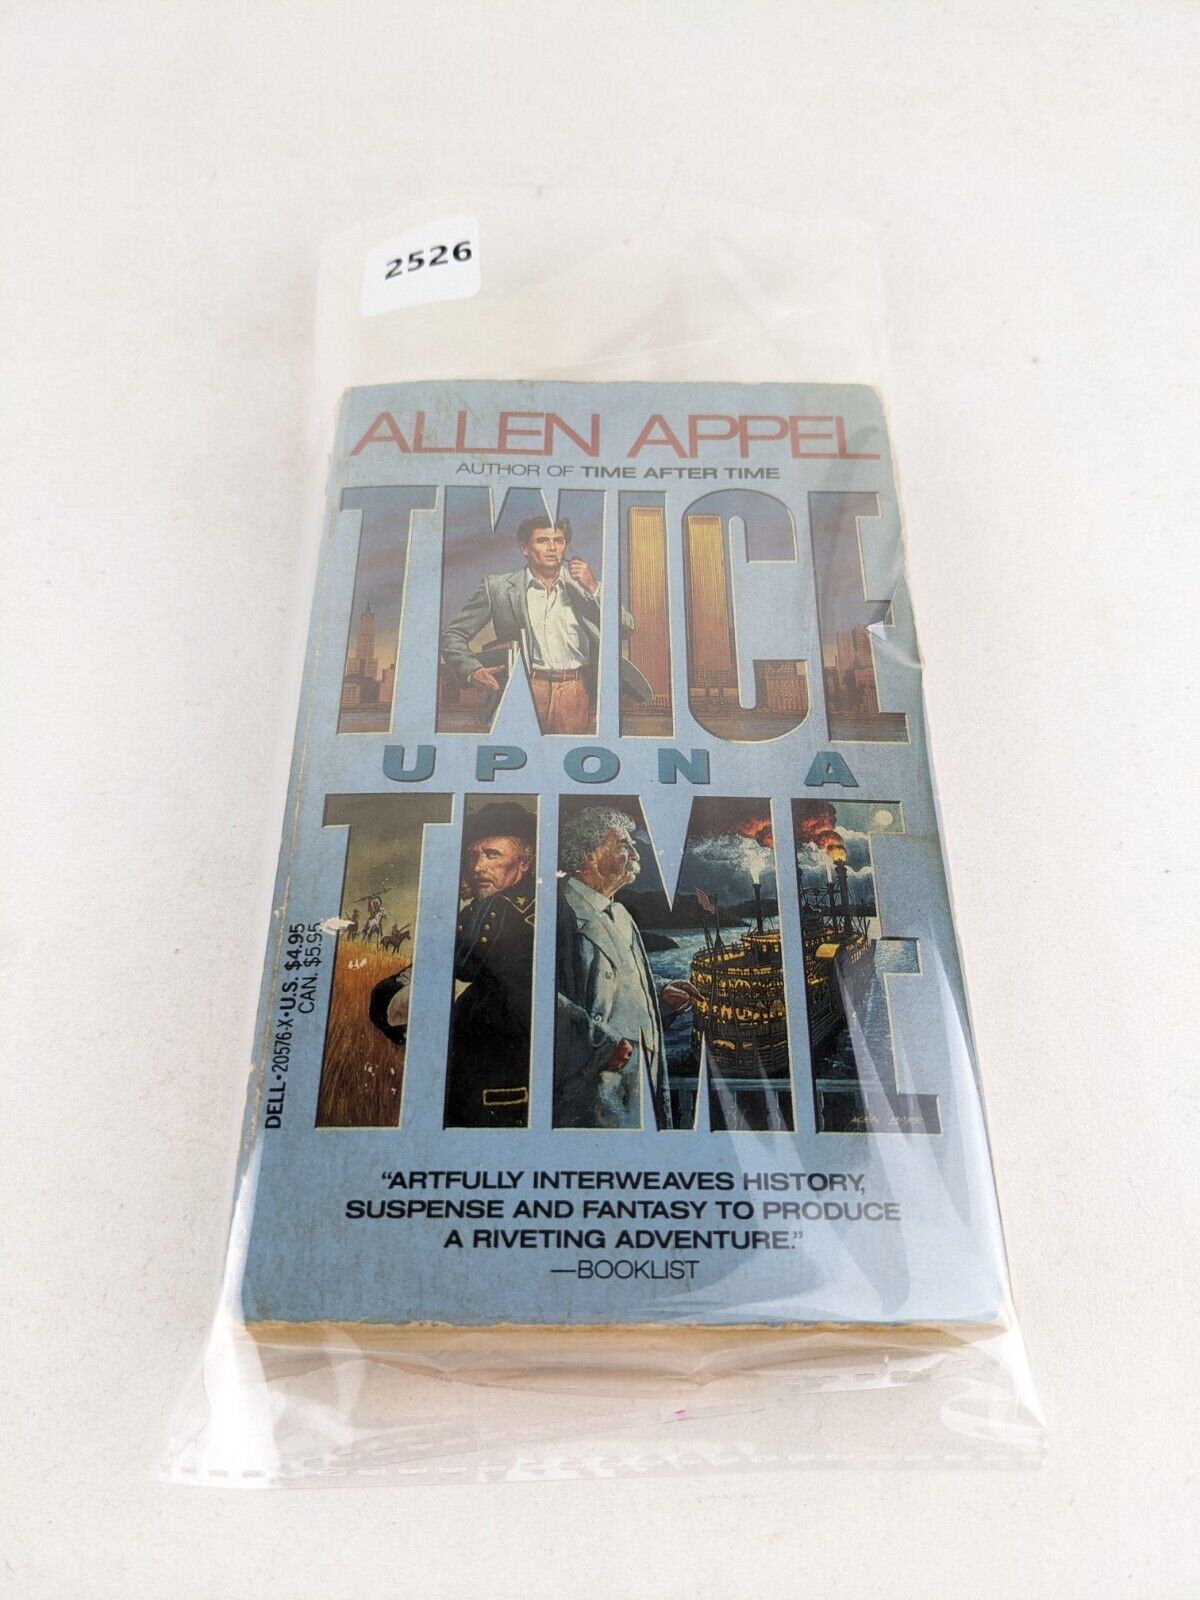 2526
ALLEN APPEL
AUTHOR OF TIME AFTER TIME
TWICE
UPON A
TIME
DELL•20576-X•U.S. $4.95
CAN. $5.95
"ARTFULLY INTERWEAVES HISTORY,
SUSPENSE AND FANTASY TO PRODUCE
A RIVETING ADVENTURE."
—BOOKLIST